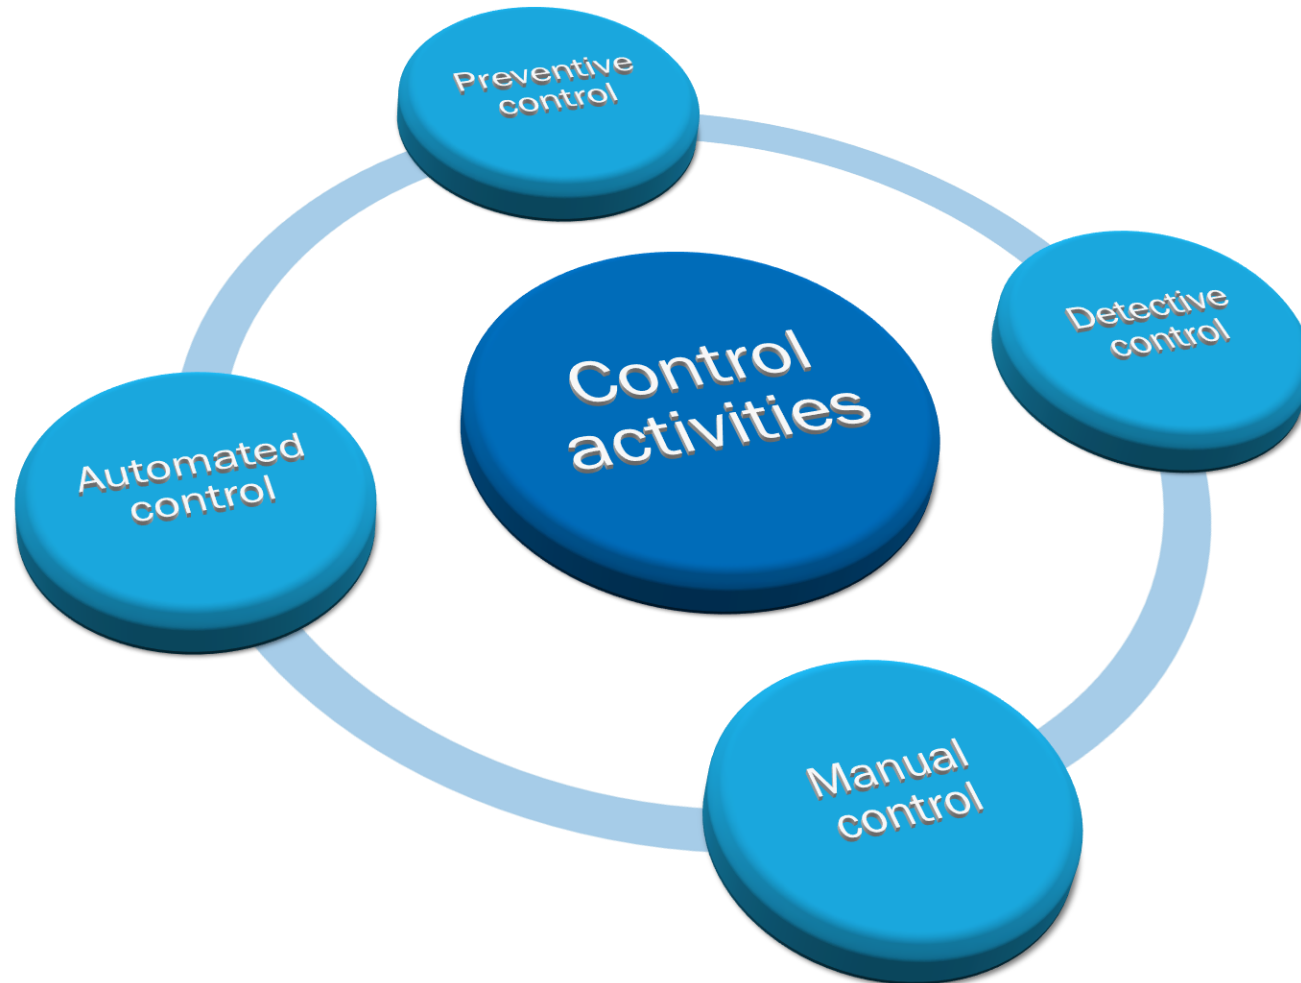 Preventive
control
Detective
control
Control
activities
Automated
control
Manual
control